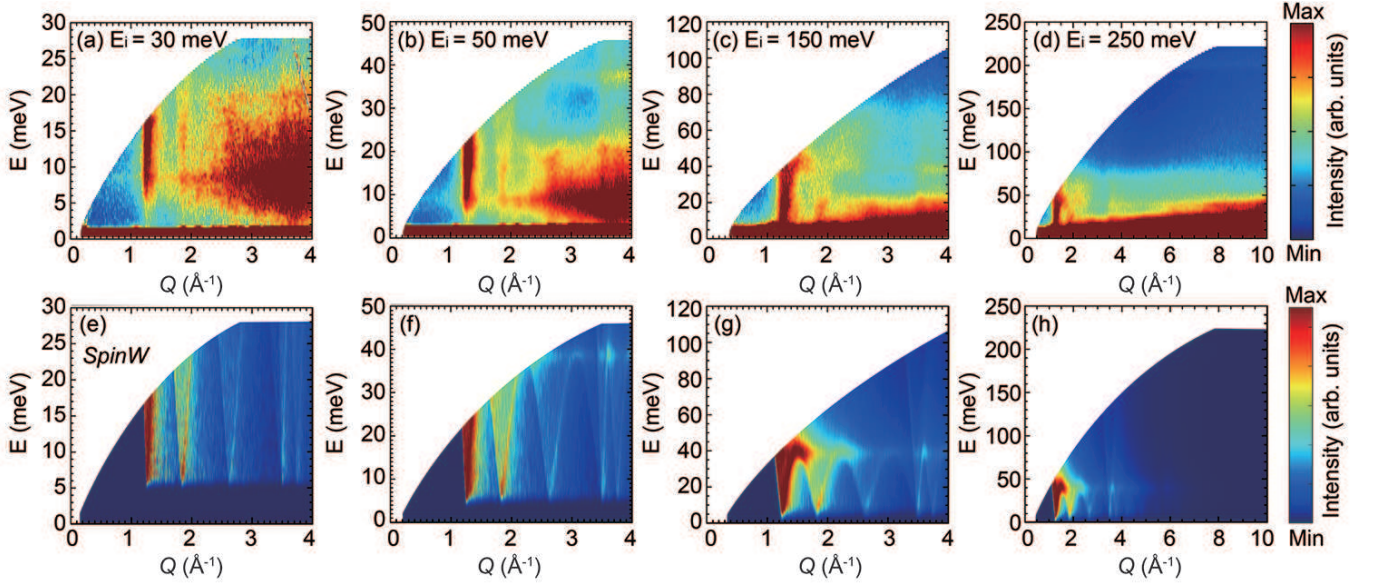 (a) Ei = 30 meV
(b) Ei = 50 meV
(c) Ei = 150 meV
(d) Ei = 250 meV
30
25
20
15
10
5
0
E (meV)
0 1 2 3 4
Q (Å-1)
50
40
30
20
10
0
E (meV)
0 1 2 3 4
Q (Å-1)
120
100
80
60
40
20
0
E (meV)
0 1 2 3 4
Q (Å-1)
250
200
150
100
50
0
E (meV)
0 2 4 6 8 10
Q (Å-1)
Max
Intensity (arb. units)
Min
(e)
SpinW
30
25
20
15
10
5
0
E (meV)
0 1 2 3 4
Q (Å-1)
(f)
50
40
30
20
10
0
E (meV)
0 1 2 3 4
Q (Å-1)
(g)
120
100
80
60
40
20
0
E (meV)
0 1 2 3 4
Q (Å-1)
(h)
250
200
150
100
50
0
E (meV)
0 2 4 6 8 10
Q (Å-1)
Max
Intensity (arb. units)
Min